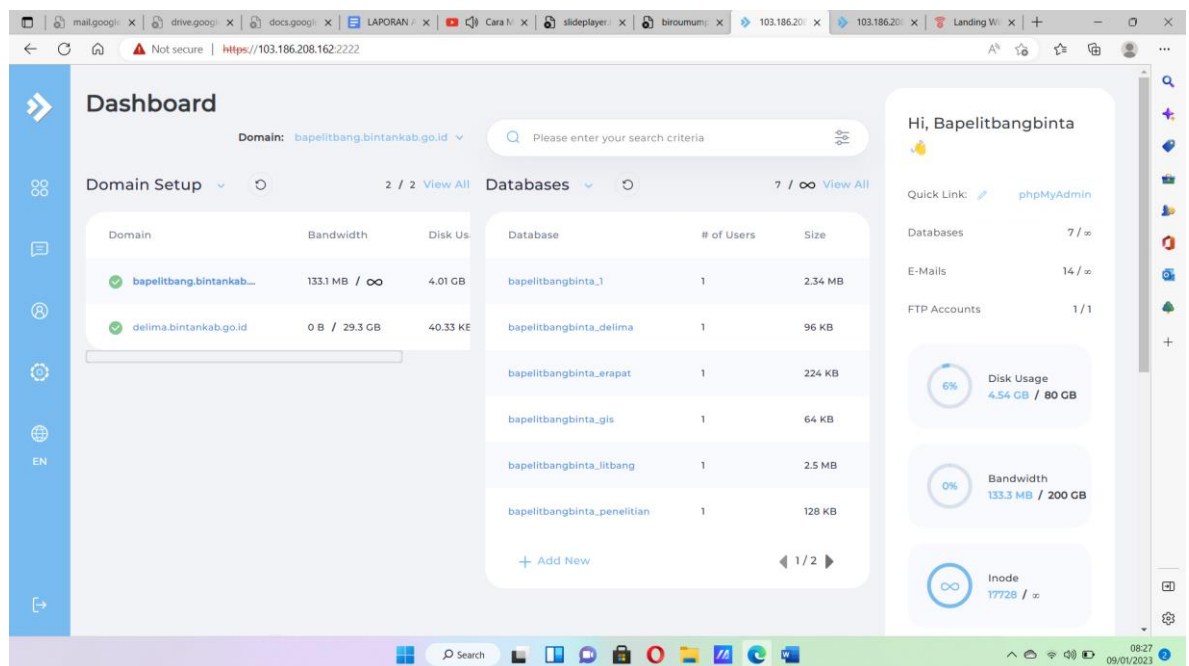 mail.google
drive.googl
docs.googl
LAPORAN
Cara
slideplayer.
biroumum
103.186.20
103.186.20
Landing
Not secure | https://103.186.208.162:2222
Dashboard
Domain: bapelitbang.bintankab.go.id
Please enter your search criteria
Domain Setup
2 / 2 View All
Databases
7 / ∞ View All
Domain Bandwidth Disk Us
bapelitbang.bintankab.... 133.1 MB / ∞ 4.01 GB
delima.bintankab.go.id 0 B / 29.3 GB 40.33 KE
Database # of Users Size
bapelitbangbinta_1 1 2.34 MB
bapelitbangbinta_delima 1 96 KB
bapelitbangbinta_erapat 1 224 KB
bapelitbangbinta_gis 1 64 KB
bapelitbangbinta_litbang 1 2.5 MB
bapelitbangbinta_penelitian 1 128 KB
+ Add New
1 / 2
Hi, Bapelitbangbinta
Quick Link: phpMyAdmin
Databases 7 / ∞
E-Mails 14 / ∞
FTP Accounts 1 / 1
6%
Disk Usage
4.54 GB / 80 GB
0%
Bandwidth
133.3 MB / 200 GB
∞
Inode
17728 / ∞
EN
Search
08:27
09/01/2023
2